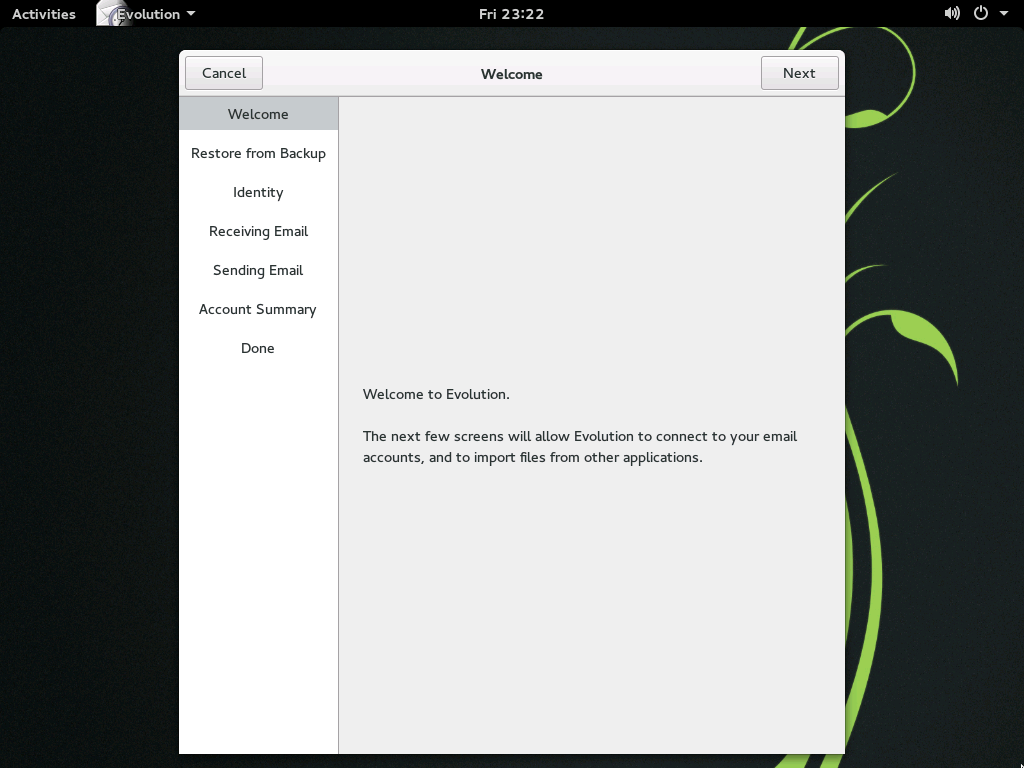 Activities Evolution Fri 23:22
Cancel Welcome Next
Welcome
Restore from Backup
Identity
Receiving Email
Sending Email
Account Summary
Done
Welcome to Evolution.
The next few screens will allow Evolution to connect to your email
accounts, and to import files from other applications.